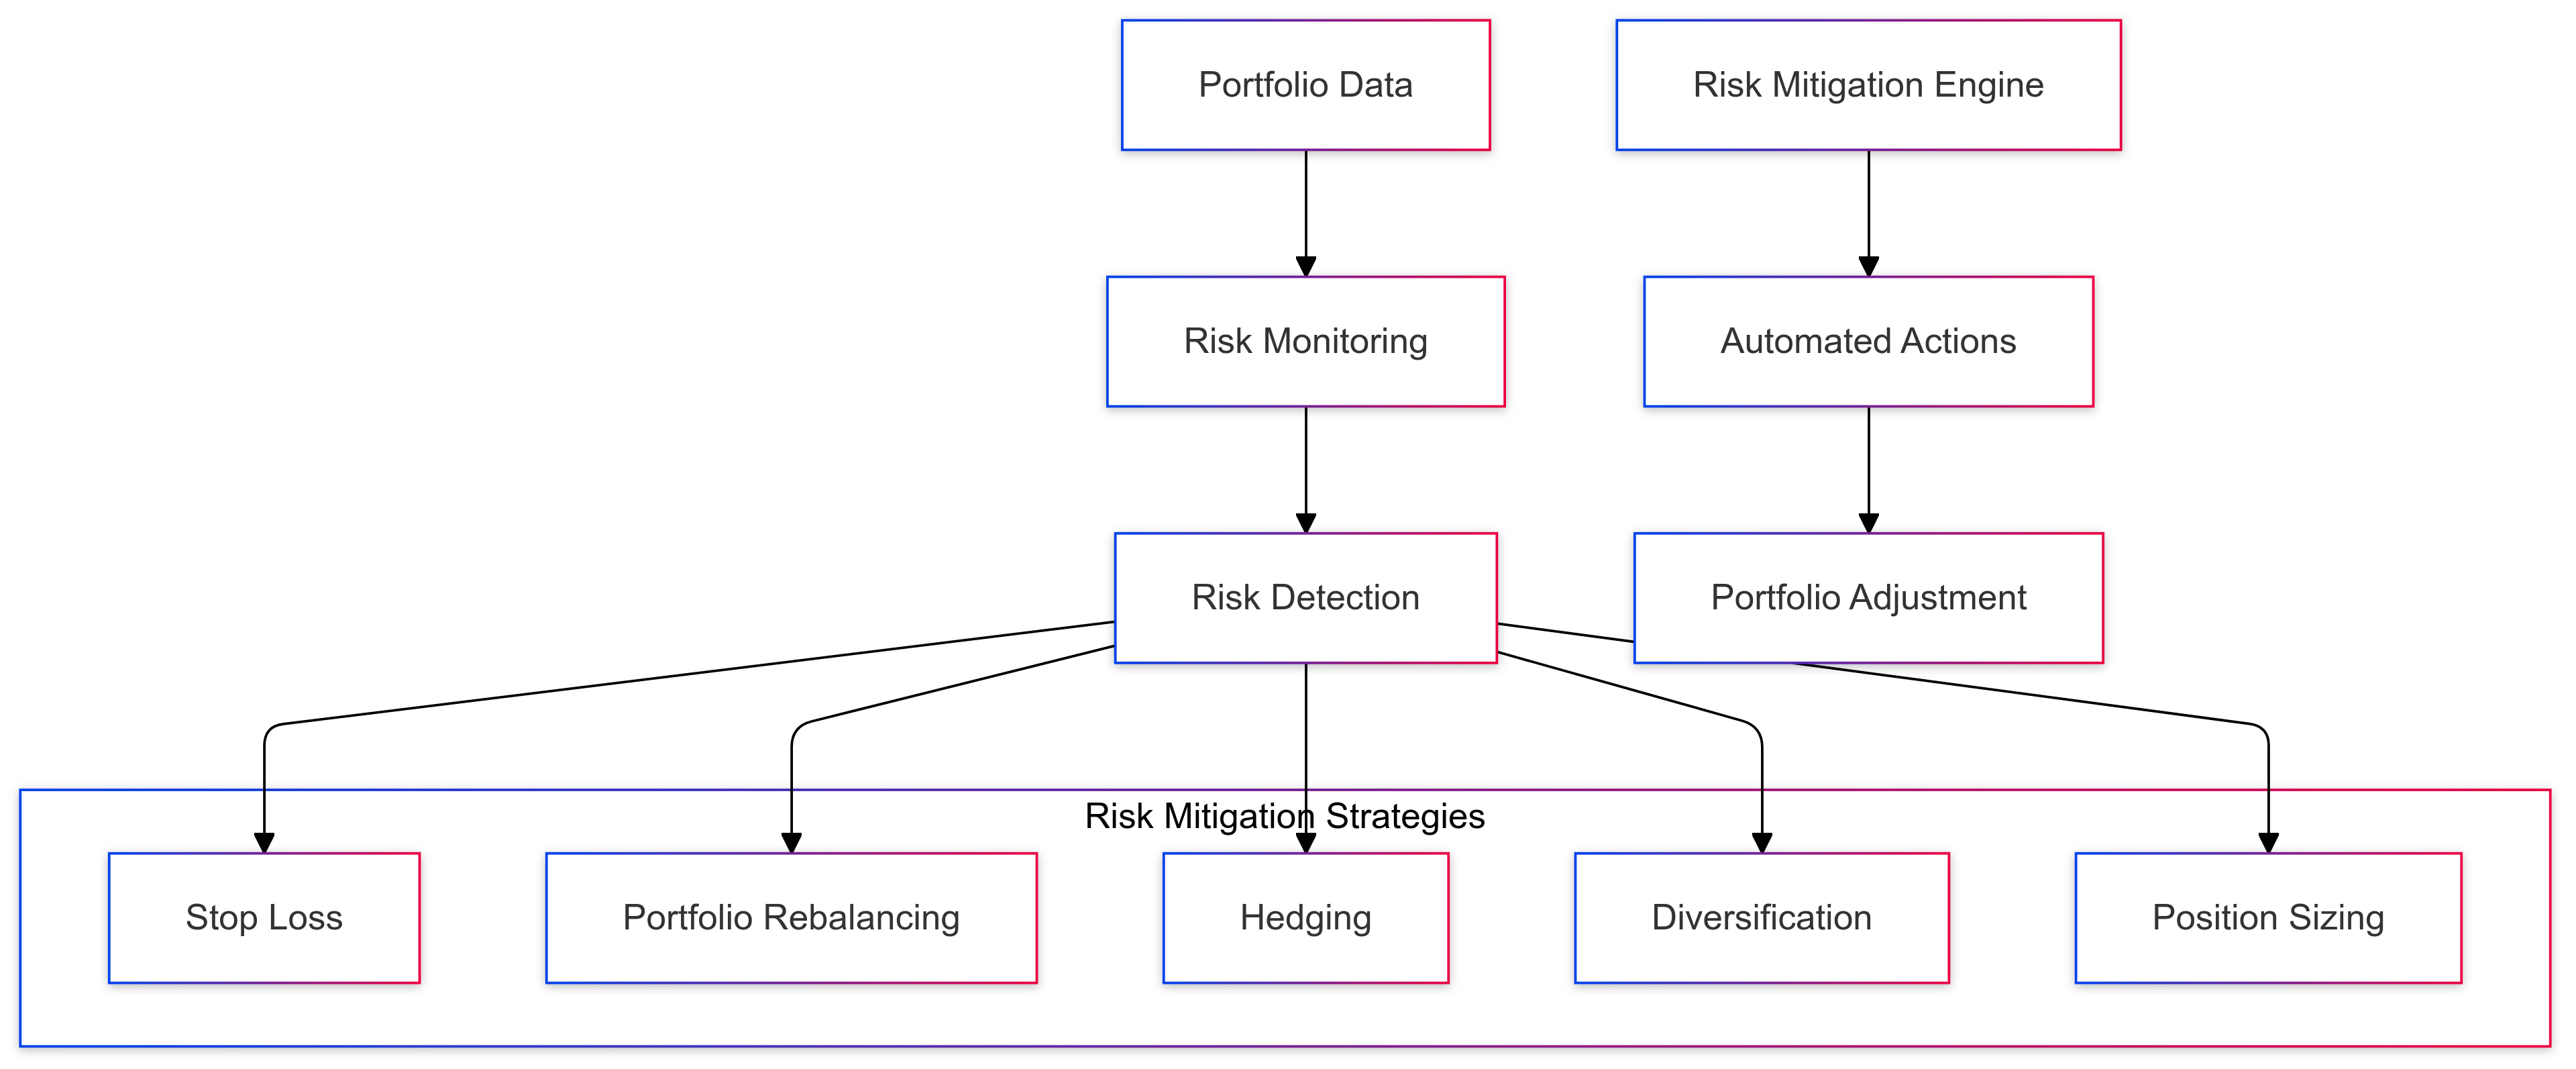 Portfolio Data
Risk Mitigation Engine
Risk Monitoring
Automated Actions
Risk Detection
Portfolio Adjustment
Risk Mitigation Strategies
Stop Loss
Portfolio Rebalancing
Hedging
Diversification
Position Sizing